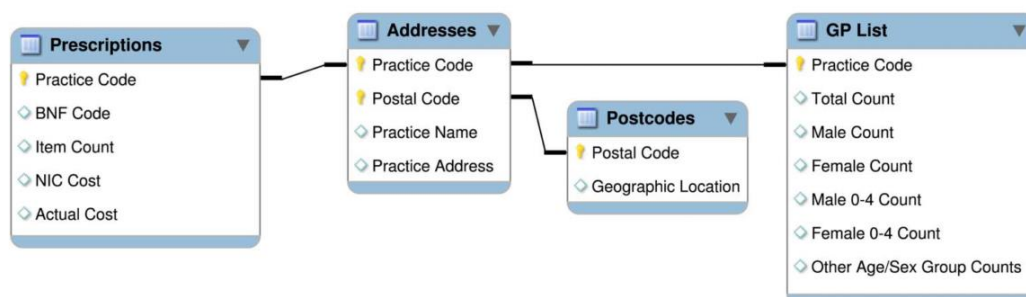 Prescriptions
Practice Code
BNF Code
Item Count
NIC Cost
Actual Cost
Addresses
Practice Code
Postal Code
Practice Name
Practice Address
Postcodes
Postal Code
Geographic Location
GP List
Practice Code
Total Count
Male Count
Female Count
Male 0-4 Count
Female 0-4 Count
Other Age/Sex Group Counts